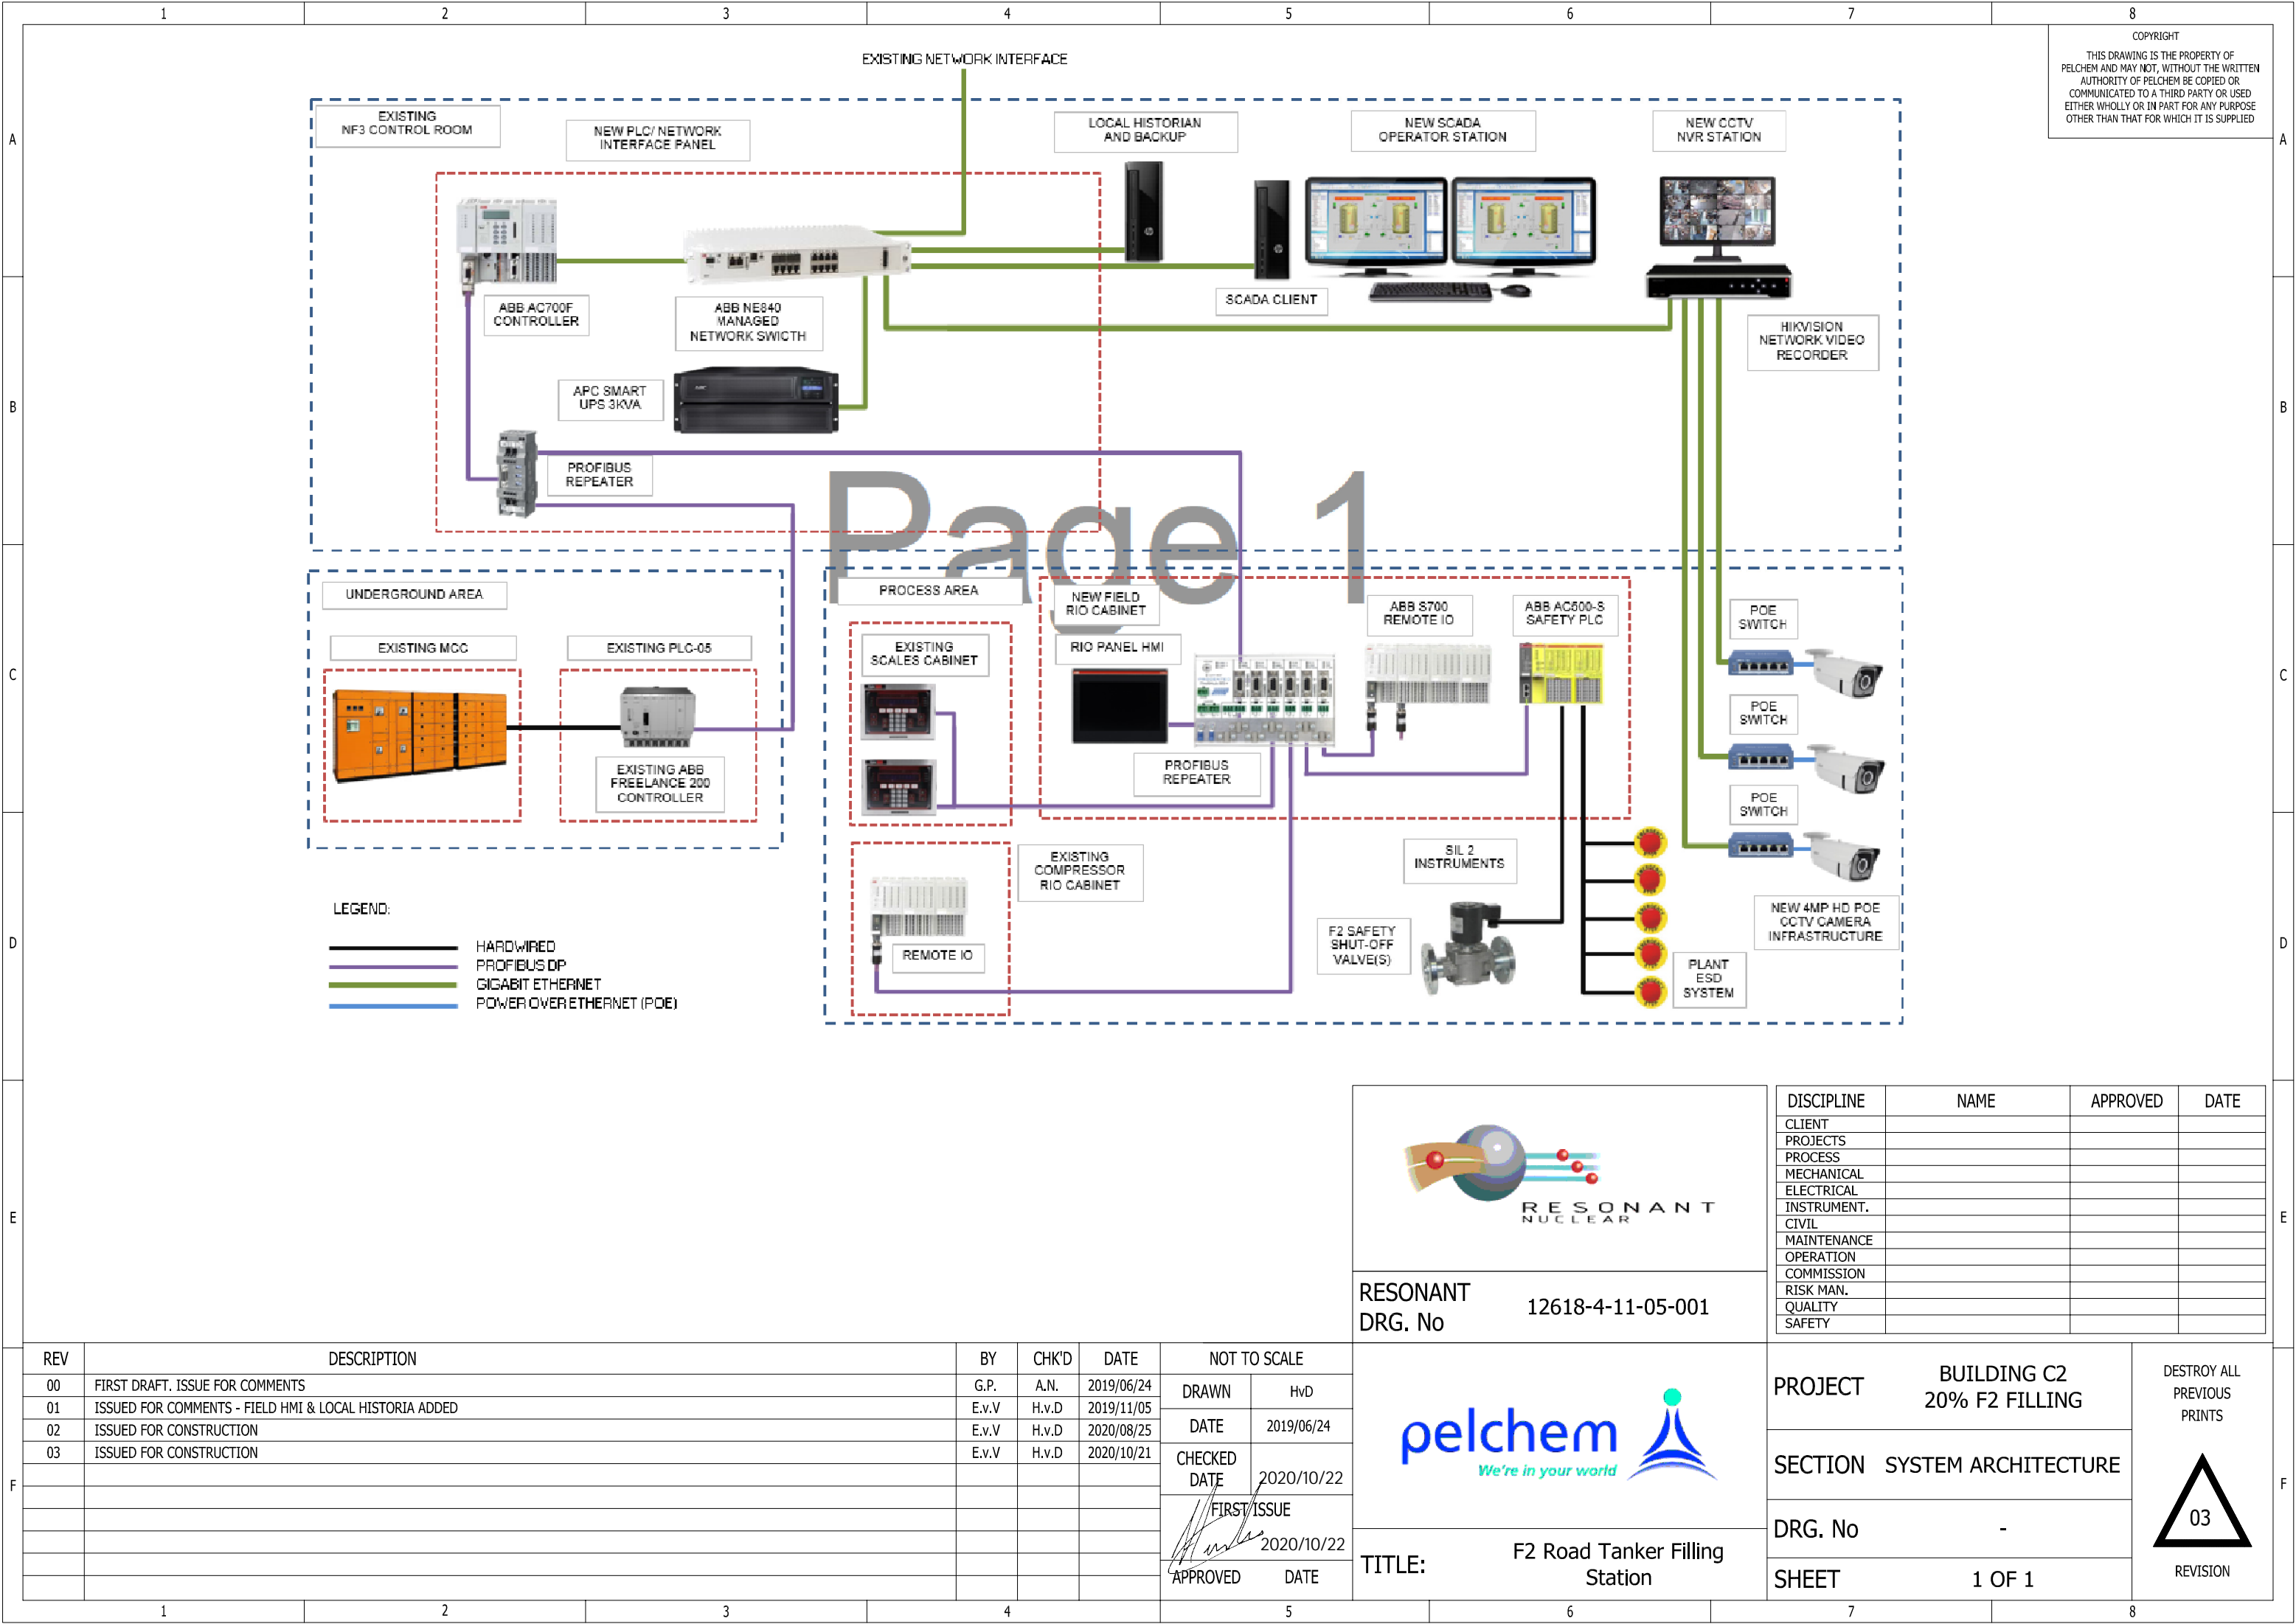 1 2 3 4 5 6 7 8
COPYRIGHT
THIS DRAWING IS THE PROPERTY OF
PELCHEM AND MAY NOT, WITHOUT THE WRITTEN
AUTHORITY OF PELCHEM BE COPIED OR
COMMUNICATED TO A THIRD PARTY OR USED
EITHER WHOLLY OR IN PART FOR ANY PURPOSE
OTHER THAN THAT FOR WHICH IT IS SUPPLIED
EXISTING NETWORK INTERFACE
A
A
EXISTING
NF3 CONTROL ROOM
NEW PLC/ NETWORK
INTERFACE PANEL
LOCAL HISTORIAN
AND BACKUP
NEW SCADA
OPERATOR STATION
NEW CCTV
NVR STATION
ABB AC700F
CONTROLLER
ABB NE840
MANAGED
NETWORK SWICTH
SCADA CLIENT
HIKVISION
NETWORK VIDEO
RECORDER
B
B
APC SMART
UPS 3KVA
PROFIBUS
REPEATER
Page 1
C
C
UNDERGROUND AREA
EXISTING MCC
EXISTING PLC-05
EXISTING ABB
FREELANCE 200
CONTROLLER
PROCESS AREA
EXISTING
SCALES CABINET
NEW FIELD
RIO CABINET
RIO PANEL HMI
ABB S700
REMOTE IO
ABB AC500-S
SAFETY PLC
PROFIBUS
REPEATER
POE
SWITCH
POE
SWITCH
POE
SWITCH
EXISTING
COMPRESSOR
RIO CABINET
REMOTE IO
SIL 2
INSTRUMENTS
F2 SAFETY
SHUT-OFF
VALVE(S)
PLANT
ESD
SYSTEM
NEW 4MP HD POE
CCTV CAMERA
INFRASTRUCTURE
D
D
LEGEND:
HARDWIRED
PROFIBUS DP
GIGABIT ETHERNET
POWER OVER ETHERNET (POE)
E
E
RESONANT
NUCLEAR
RESONANT
DRG. No
12618-4-11-05-001
DISCIPLINE NAME APPROVED DATE
CLIENT
PROJECTS
PROCESS
MECHANICAL
ELECTRICAL
INSTRUMENT.
CIVIL
MAINTENANCE
OPERATION
COMMISSION
RISK MAN.
QUALITY
SAFETY
F
F
REV DESCRIPTION BY CHK'D DATE
00 FIRST DRAFT. ISSUE FOR COMMENTS G.P. A.N. 2019/06/24
01 ISSUED FOR COMMENTS - FIELD HMI & LOCAL HISTORIA ADDED E.v.V H.v.D 2019/11/05
02 ISSUED FOR CONSTRUCTION E.v.V H.v.D 2020/08/25
03 ISSUED FOR CONSTRUCTION E.v.V H.v.D 2020/10/21
NOT TO SCALE
DRAWN HvD
DATE 2019/06/24
CHECKED
DATE 2020/10/22
FIRST ISSUE
2020/10/22
APPROVED DATE
pelchem
We're in your world
TITLE:
F2 Road Tanker Filling
Station
PROJECT
BUILDING C2
20% F2 FILLING
SECTION SYSTEM ARCHITECTURE
DRG. No -
SHEET 1 OF 1
DESTROY ALL
PREVIOUS
PRINTS
03
REVISION
1 2 3 4 5 6 7 8